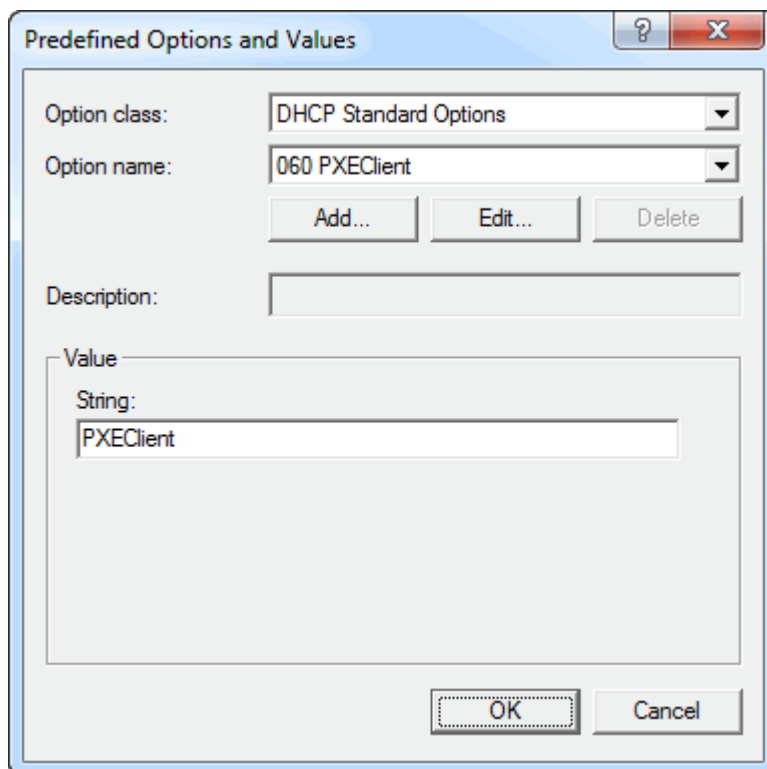 Predefined Options and Values
Option class: DHCP Standard Options
Option name: 060 PXEClient
Add... Edit... Delete
Description:
Value
String:
PXEClient
OK Cancel